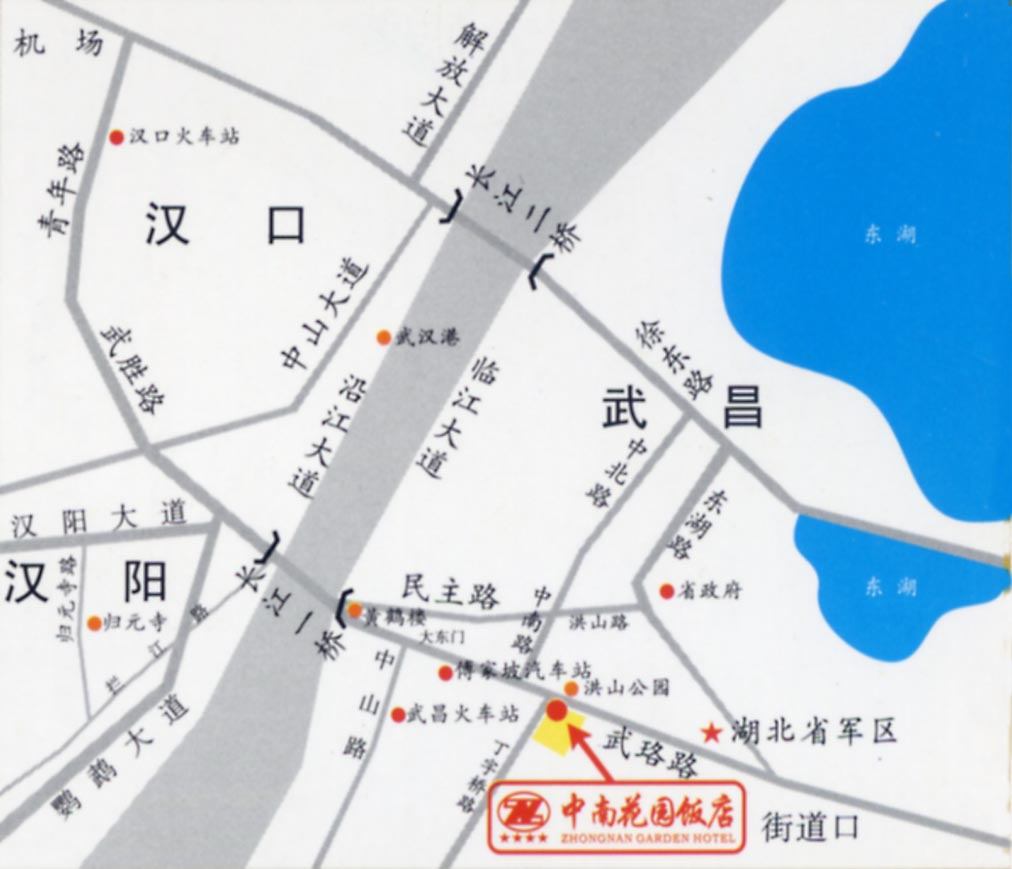 机场
解放大道
汉口火车站
青年路
汉口
长江二桥
东湖
中山大道
武汉港
武胜路
徐东路
沿江大道
临江大道
武昌
中北路
东湖路
汉阳大道
汉阳
归元寺路
归元寺
拦江路
长江一桥
民主路
黄鹤楼
大东门
中南路
洪山路
省政府
东湖
傅家坡汽车站
洪山公园
中山路
武昌火车站
鹦鹉大道
丁字桥路
武珞路
湖北省军区
中南花园饭店
ZHONGNAN GARDEN HOTEL
街道口